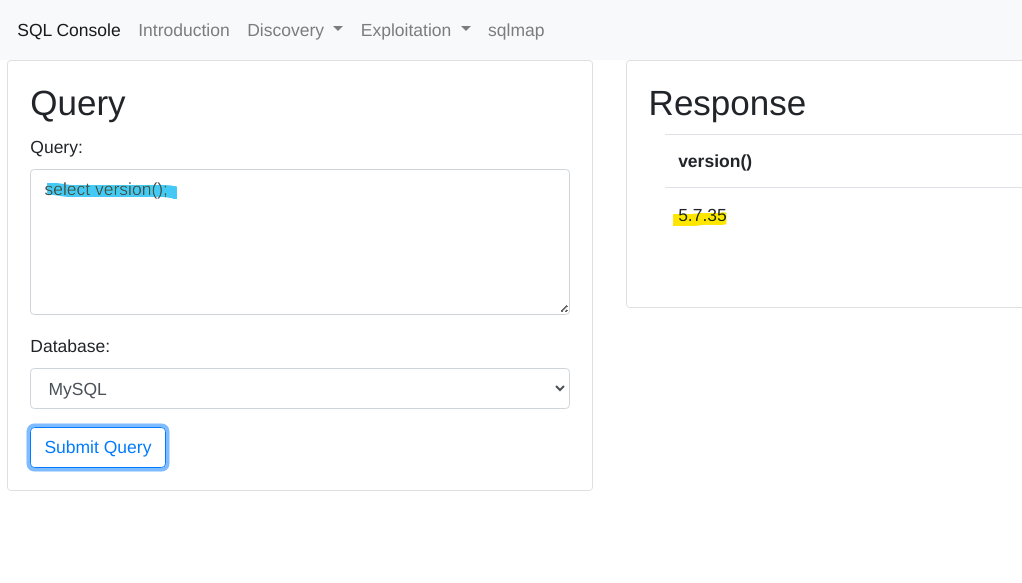 SQL Console Introduction Discovery Exploitation sqlmap
Query
Query:
select version();
Database:
MySQL
Submit Query
Response
version()
5.7.35